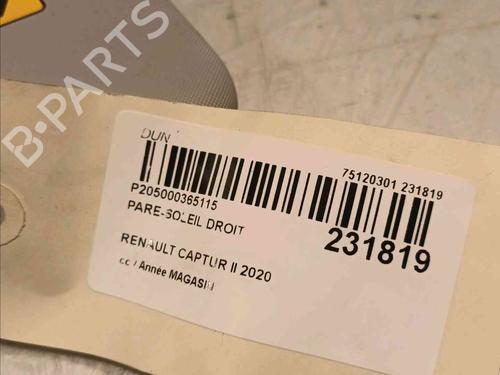 B-PARTS
DUN
75120301 231819
P205000365115
PARE-SOLEIL DROIT
231819
RENAULT CAPTUR II 2020
cc / Année MAGASIN